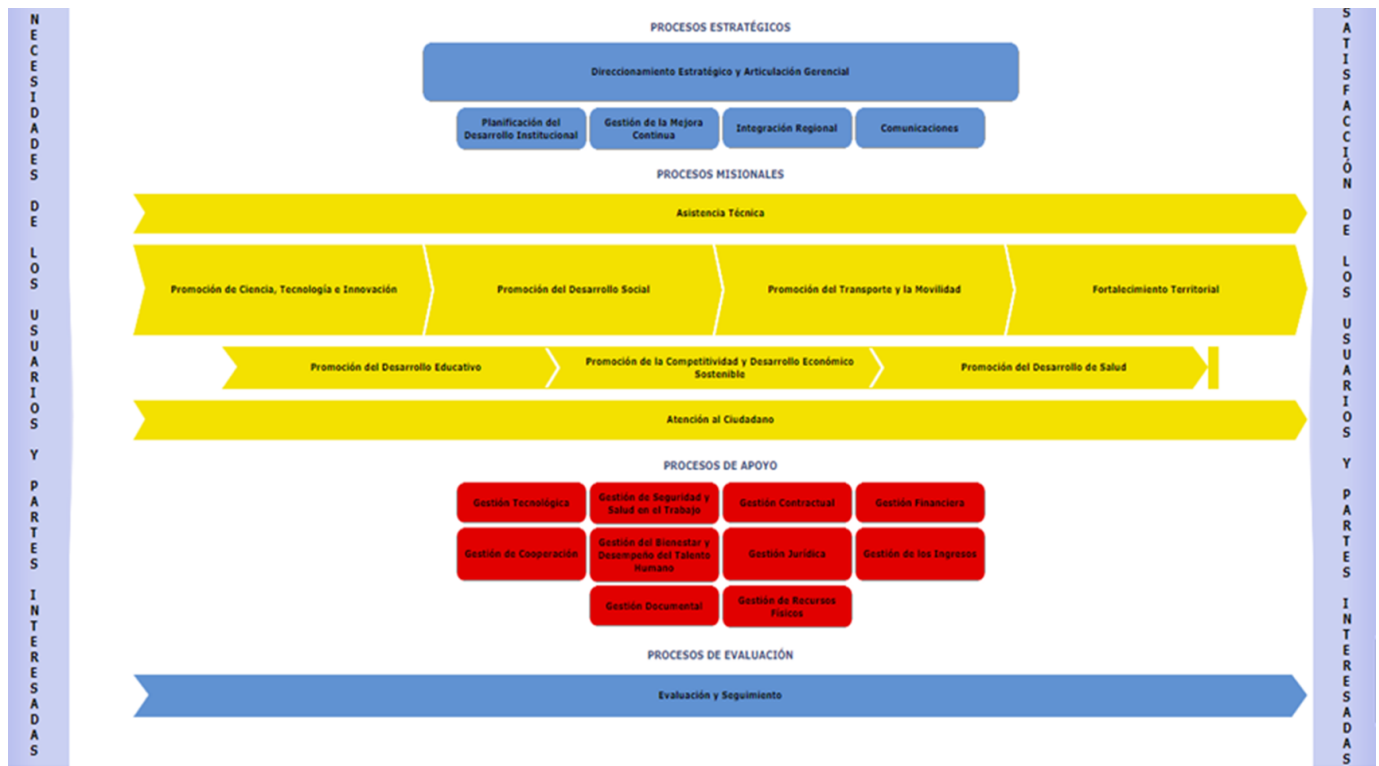 NECESIDADES DE LOS USUARIOS Y PARTES INTERESADAS
PROCESOS ESTRATÉGICOS
Direccionamiento Estratégico y Articulación Gerencial
Planificación del
Desarrollo Institucional
Gestión de la Mejora
Continua
Integración Regional
Comunicaciones
PROCESOS MISIONALES
Asistencia Técnica
Promoción de Ciencia, Tecnología e Innovación
Promoción del Desarrollo Social
Promoción del Transporte y la Movilidad
Fortalecimiento Territorial
Promoción del Desarrollo Educativo
Promoción de la Competitividad y Desarrollo Económico
Sostenible
Promoción del Desarrollo de Salud
Atención al Ciudadano
PROCESOS DE APOYO
Gestión Tecnológica
Gestión de Seguridad y
Salud en el Trabajo
Gestión Contractual
Gestión Financiera
Gestión de Cooperación
Gestión del Bienestar y
Desempeño del Talento
Humano
Gestión Jurídica
Gestión de los Ingresos
Gestión Documental
Gestión de Recursos
Físicos
PROCESOS DE EVALUACIÓN
Evaluación y Seguimiento
SATISFACCIÓN DE LOS USUARIOS Y PARTES INTERESADAS